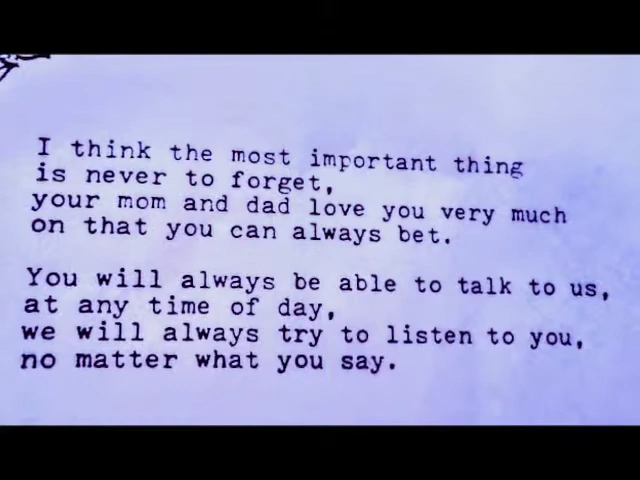 I think the most important thing
is never to forget,
your mom and dad love you very much
on that you can always bet.
You will always be able to talk to us,
at any time of day,
we will always try to listen to you,
no matter what you say.